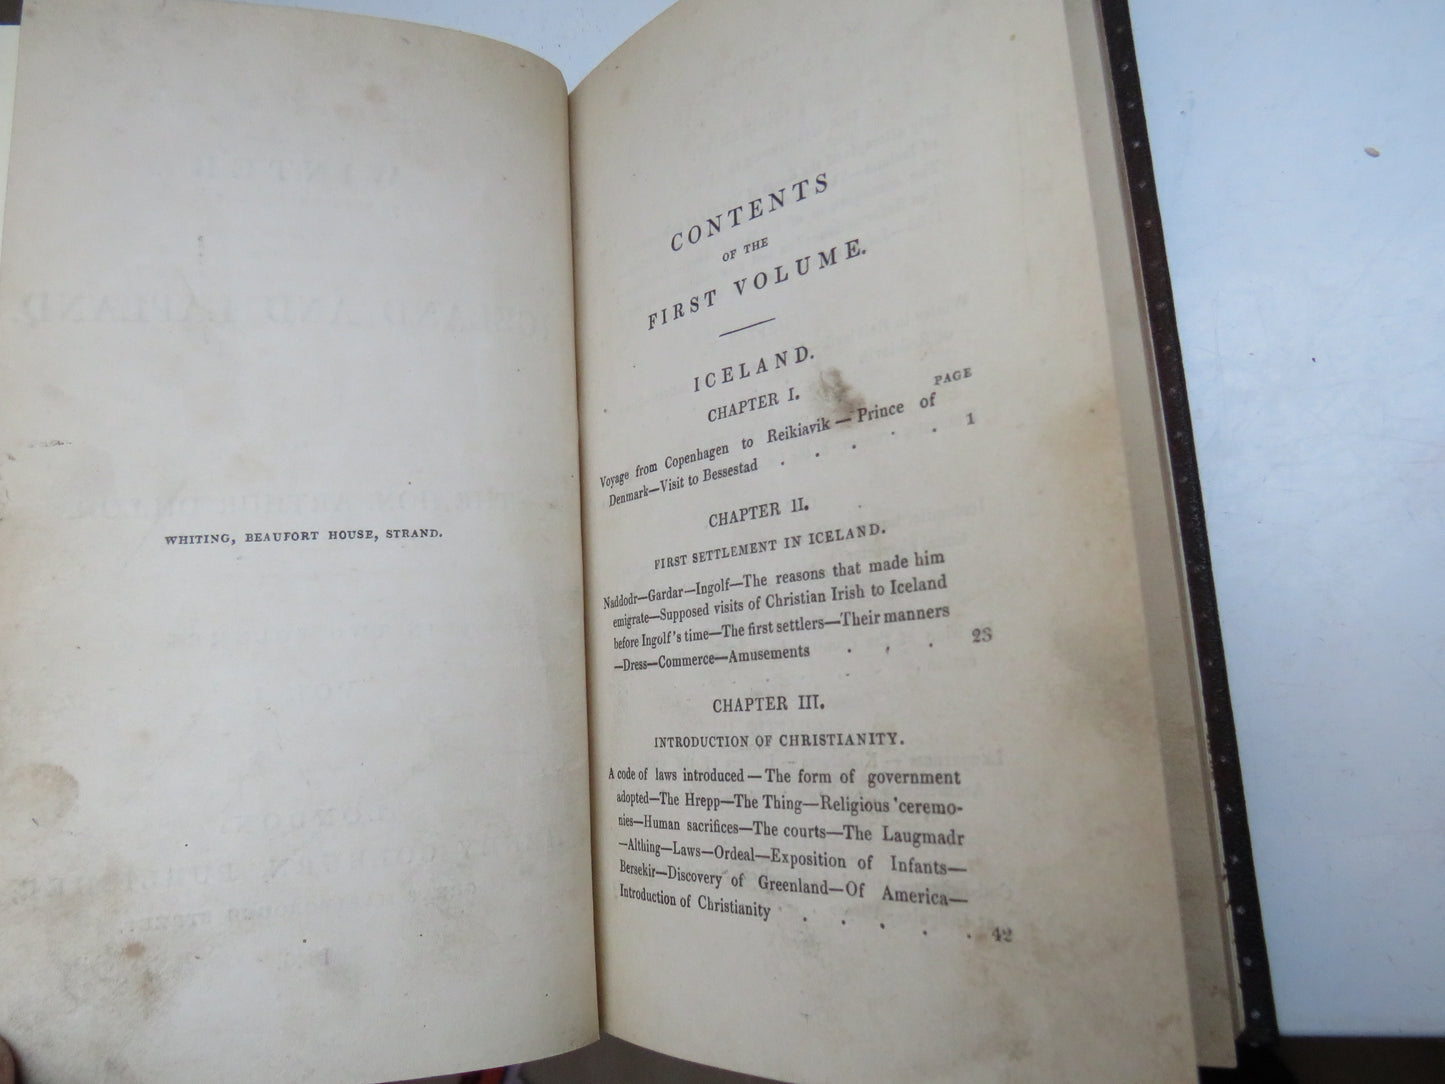 WHITING, BEAUFORT HOUSE, STRAND.
CONTENTS
OF THE
FIRST VOLUME.
ICELAND.
CHAPTER I.
PAGE
Voyage from Copenhagen to Reikiavik—Prince of
Denmark—Visit to Bessestad . . . . . 1
CHAPTER II.
FIRST SETTLEMENT IN ICELAND.
Naddodr—Gardar—Ingolf—The reasons that made him
emigrate—Supposed visits of Christian Irish to Iceland
before Ingolf's time—The first settlers—Their manners
—Dress—Commerce—Amusements . . . 23
CHAPTER III.
INTRODUCTION OF CHRISTIANITY.
A code of laws introduced—The form of government
adopted—The Hrepp—The Thing—Religious ceremo-
nies—Human sacrifices—The courts—The Laugmadr
—Althing—Laws—Ordeal—Exposition of Infants—
Bersekir—Discovery of Greenland—Of America—
Introduction of Christianity . . . . . 42